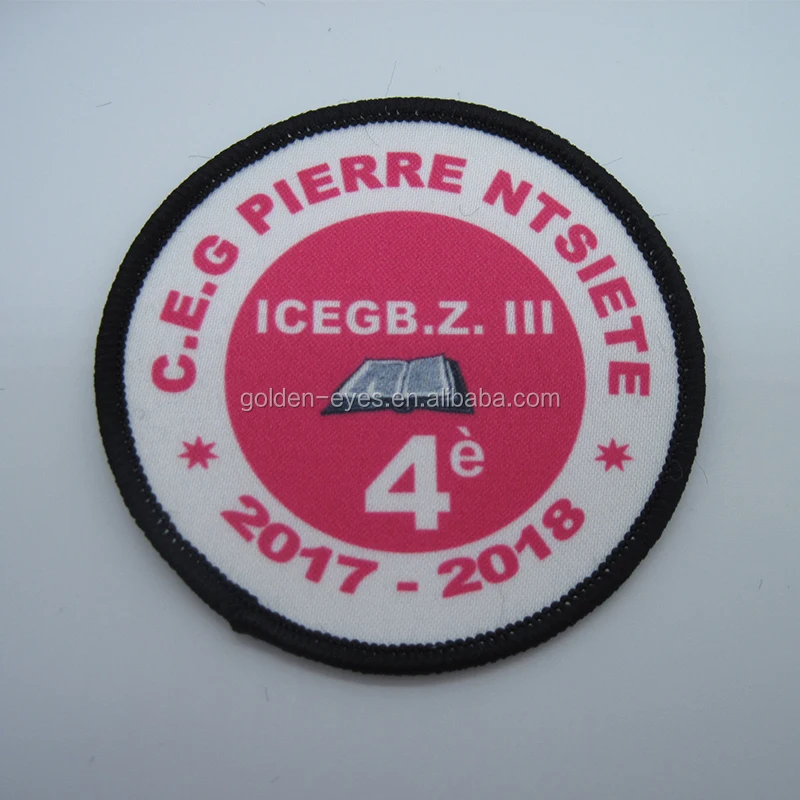 C.E.G PIERRE NTSIETE
ICEGB.Z. III
golden-eyes.en.alibaba.com
4è
2017 - 2018